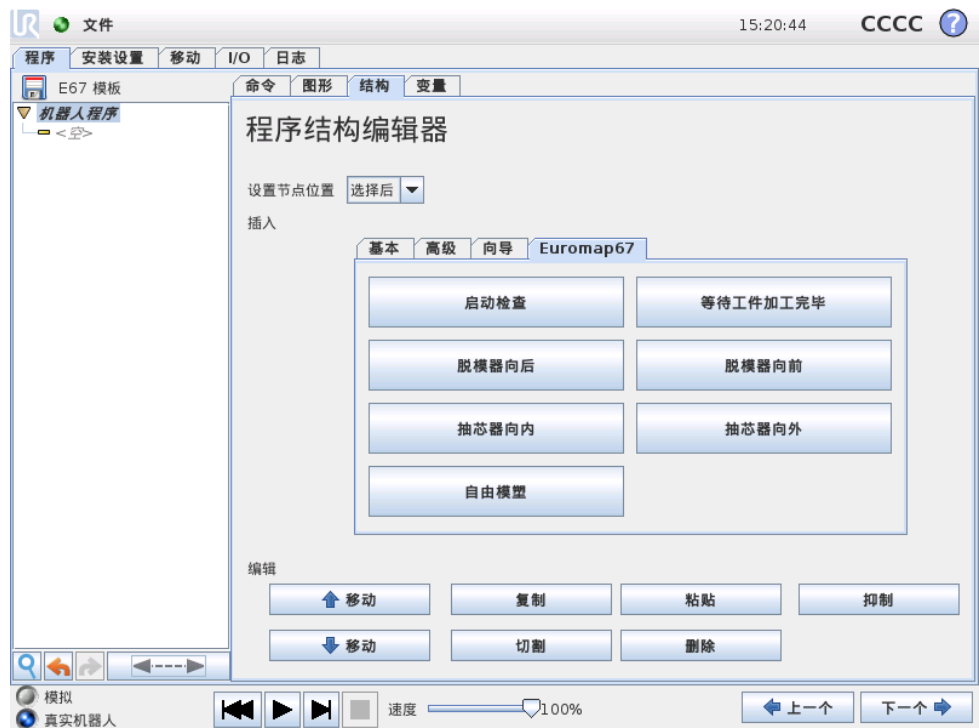 UR 文件 15:20:44 CCCC ?
程序 安装设置 移动 I/O 日志
E67 模板
命令 图形 结构 变量
机器人程序
<空>
程序结构编辑器
设置节点位置 选择后
插入
基本 高级 向导 Euromap67
启动检查 等待工件加工完毕
脱模器向后 脱模器向前
抽芯器向内 抽芯器向外
自由模塑
编辑
移动 复制 粘贴 抑制
移动 切割 删除
模拟
真实机器人
速度 100%
上一个 下一个